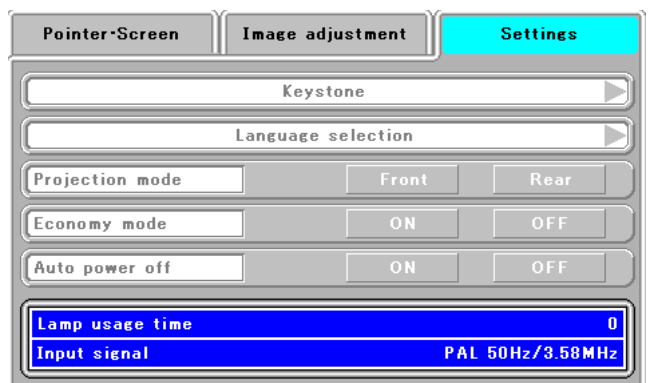 Pointer·Screen Image adjustment Settings
Keystone
Language selection
Projection mode Front Rear
Economy mode ON OFF
Auto power off ON OFF
Lamp usage time 0
Input signal PAL 50Hz/3.58MHz